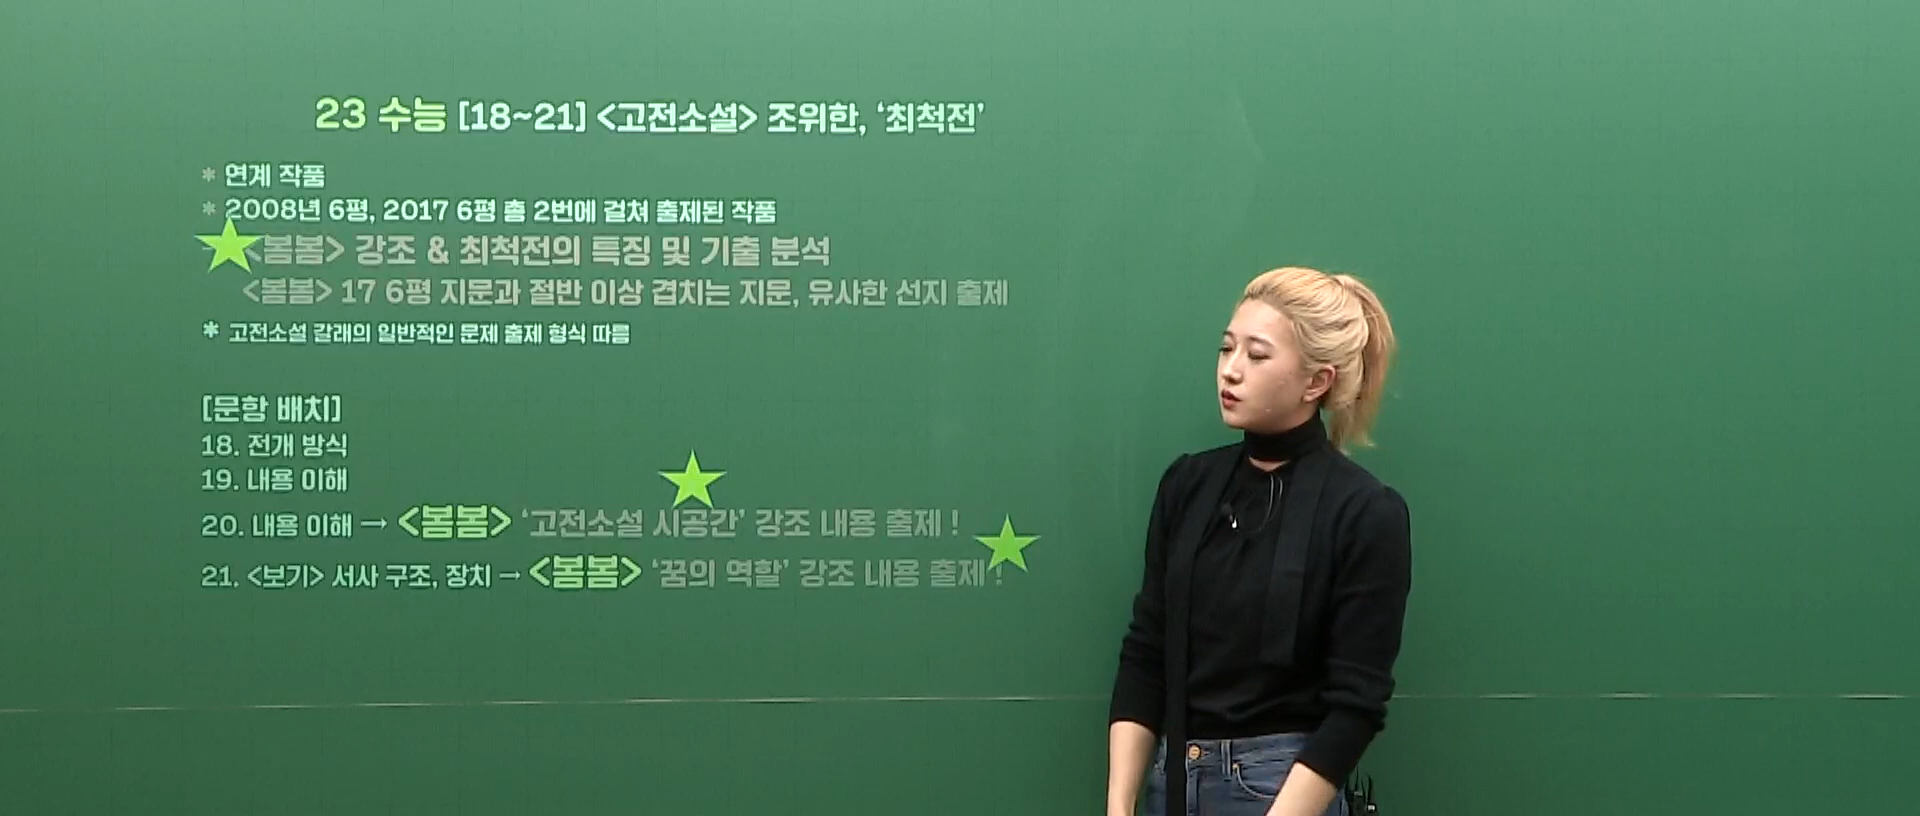 23 수능 [18~21] <고전소설> 조위한, ‘최척전’
* 연계 작품
* 2008년 6평, 2017 6평 총 2번에 걸쳐 출제된 작품
<봄봄> 강조 & 최척전의 특징 및 기출 분석
<봄봄> 17 6평 지문과 절반 이상 겹치는 지문, 유사한 선지 출제
* 고전소설 갈래의 일반적인 문제 출제 형식 따름
[문항 배치]
18. 전개 방식
19. 내용 이해
20. 내용 이해 → <봄봄> ‘고전소설 시공간’ 강조 내용 출제 !
21. <보기> 서사 구조, 장치 → <봄봄> ‘꿈의 역할’ 강조 내용 출제 !